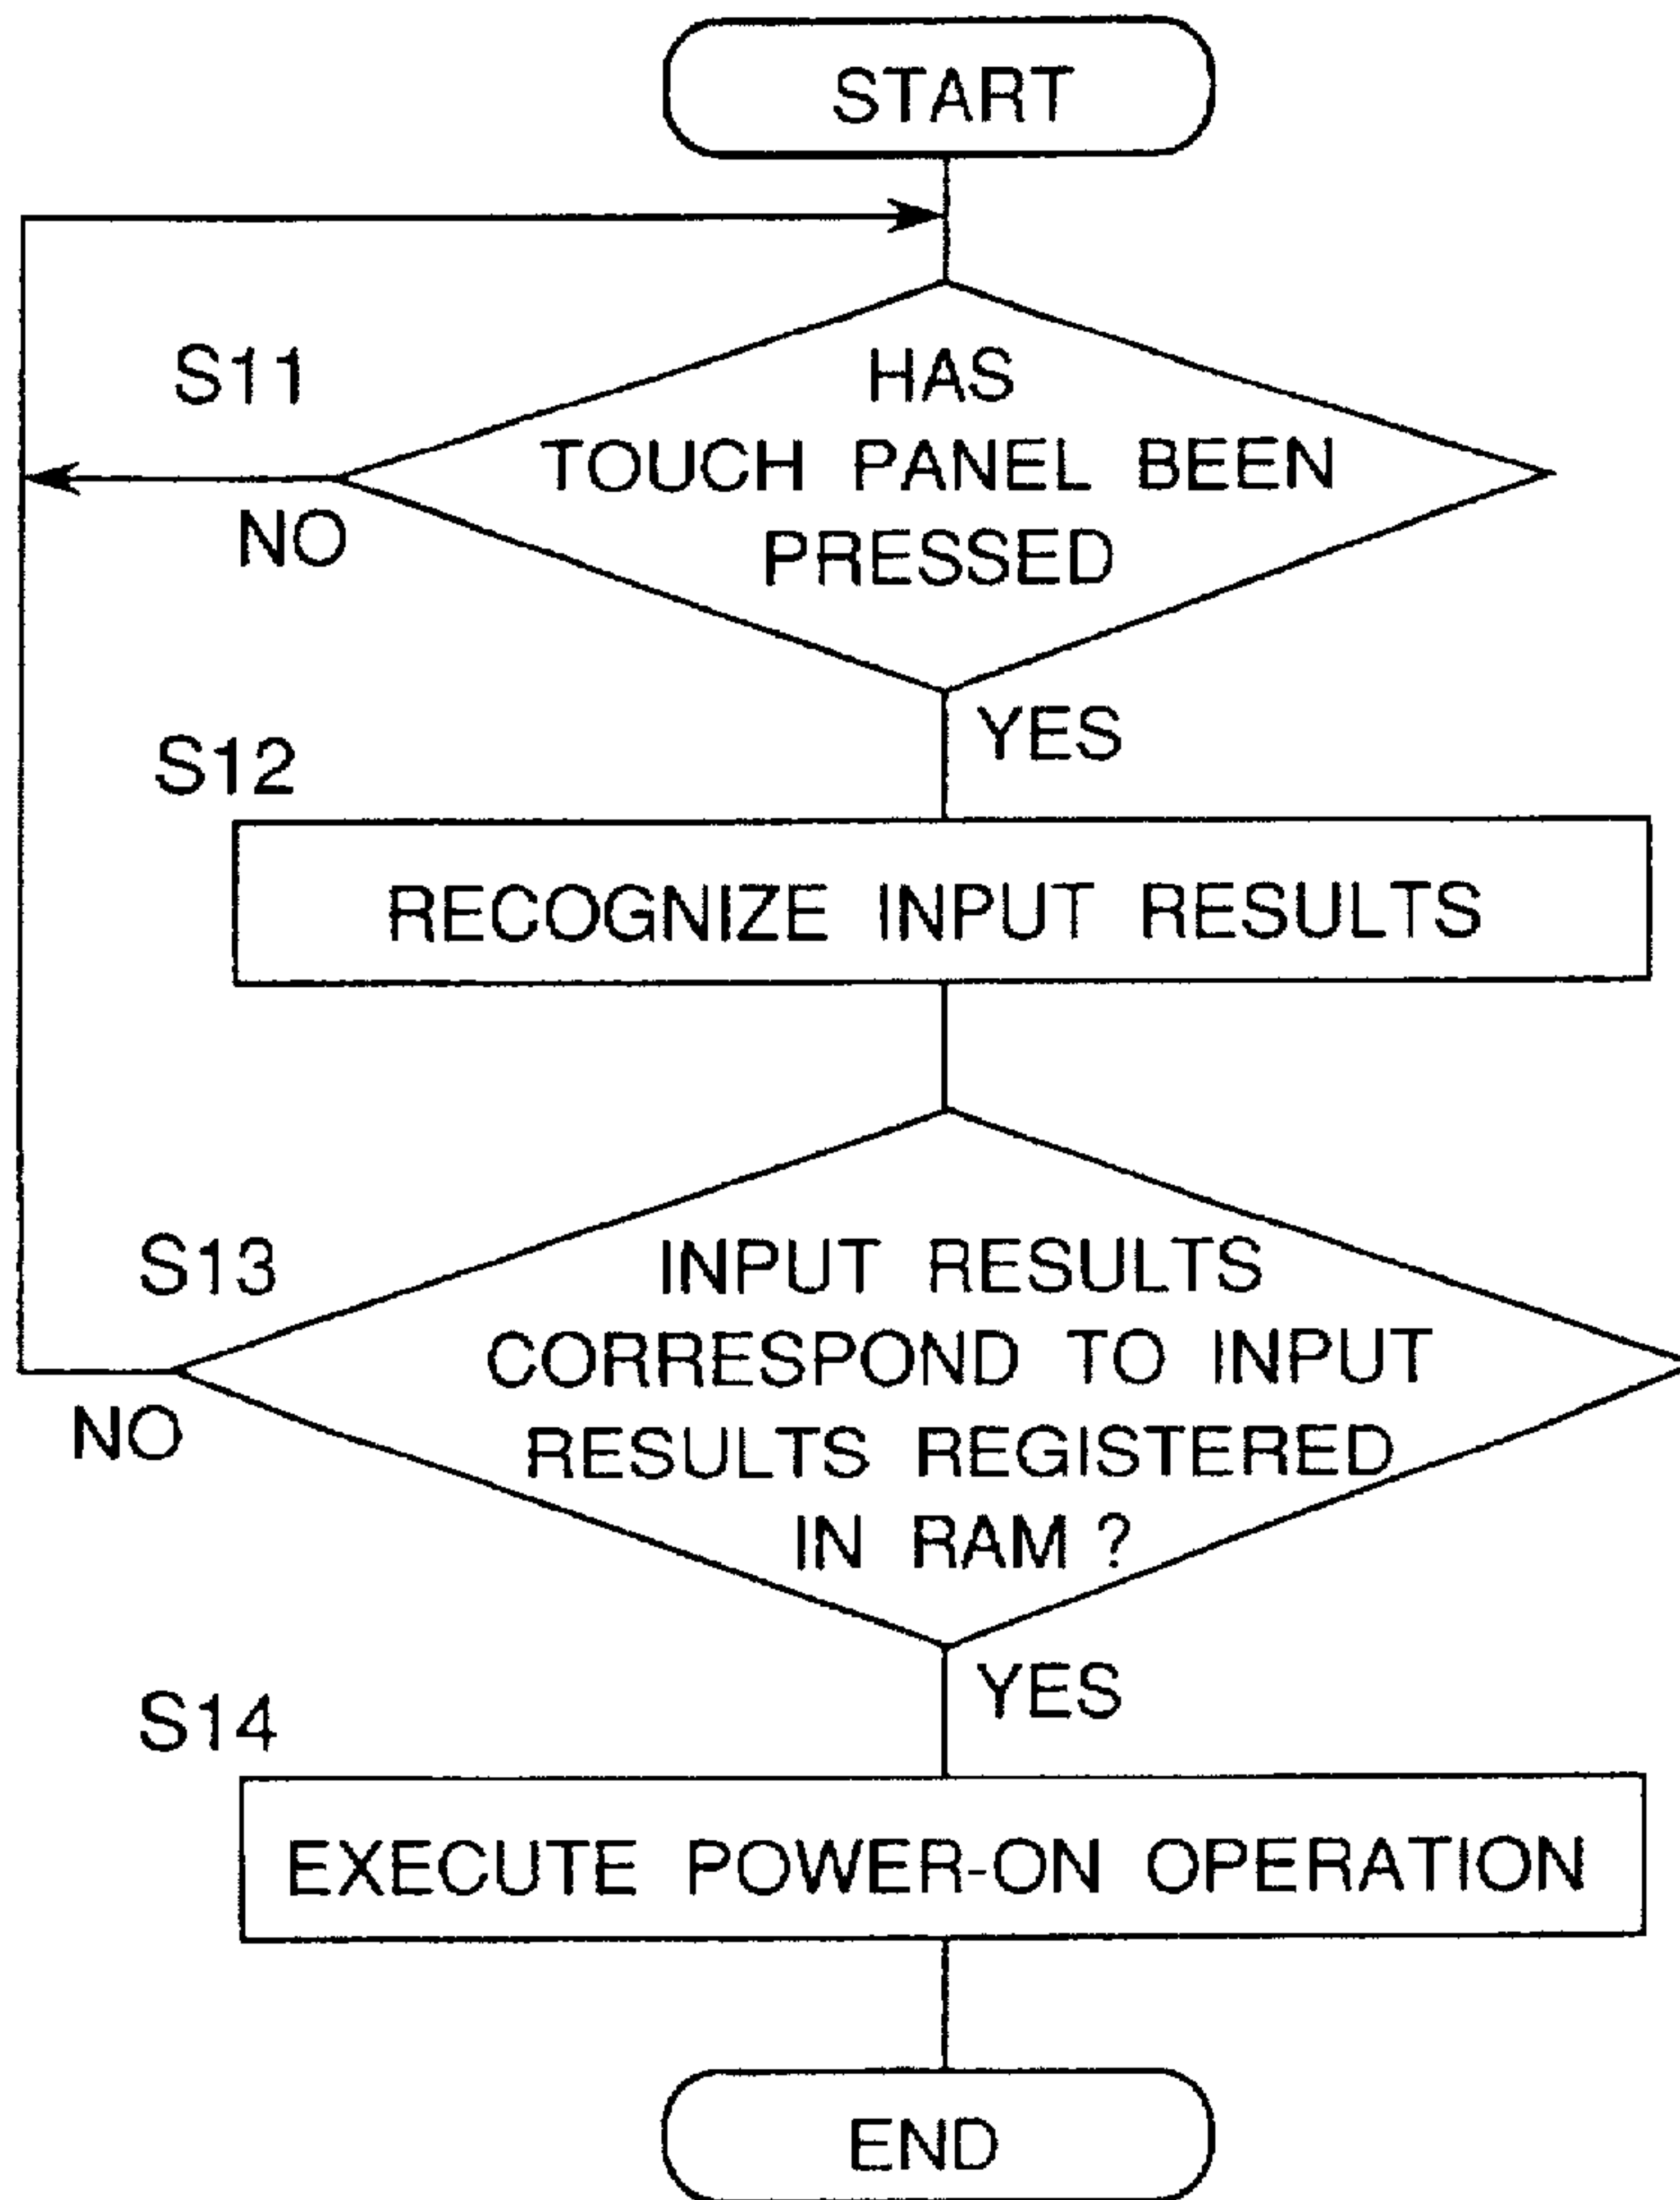 START
S11
HAS
TOUCH PANEL BEEN
PRESSED
NO
YES
S12
RECOGNIZE INPUT RESULTS
S13
INPUT RESULTS
CORRESPOND TO INPUT
RESULTS REGISTERED
IN RAM ?
NO
YES
S14
EXECUTE POWER-ON OPERATION
END